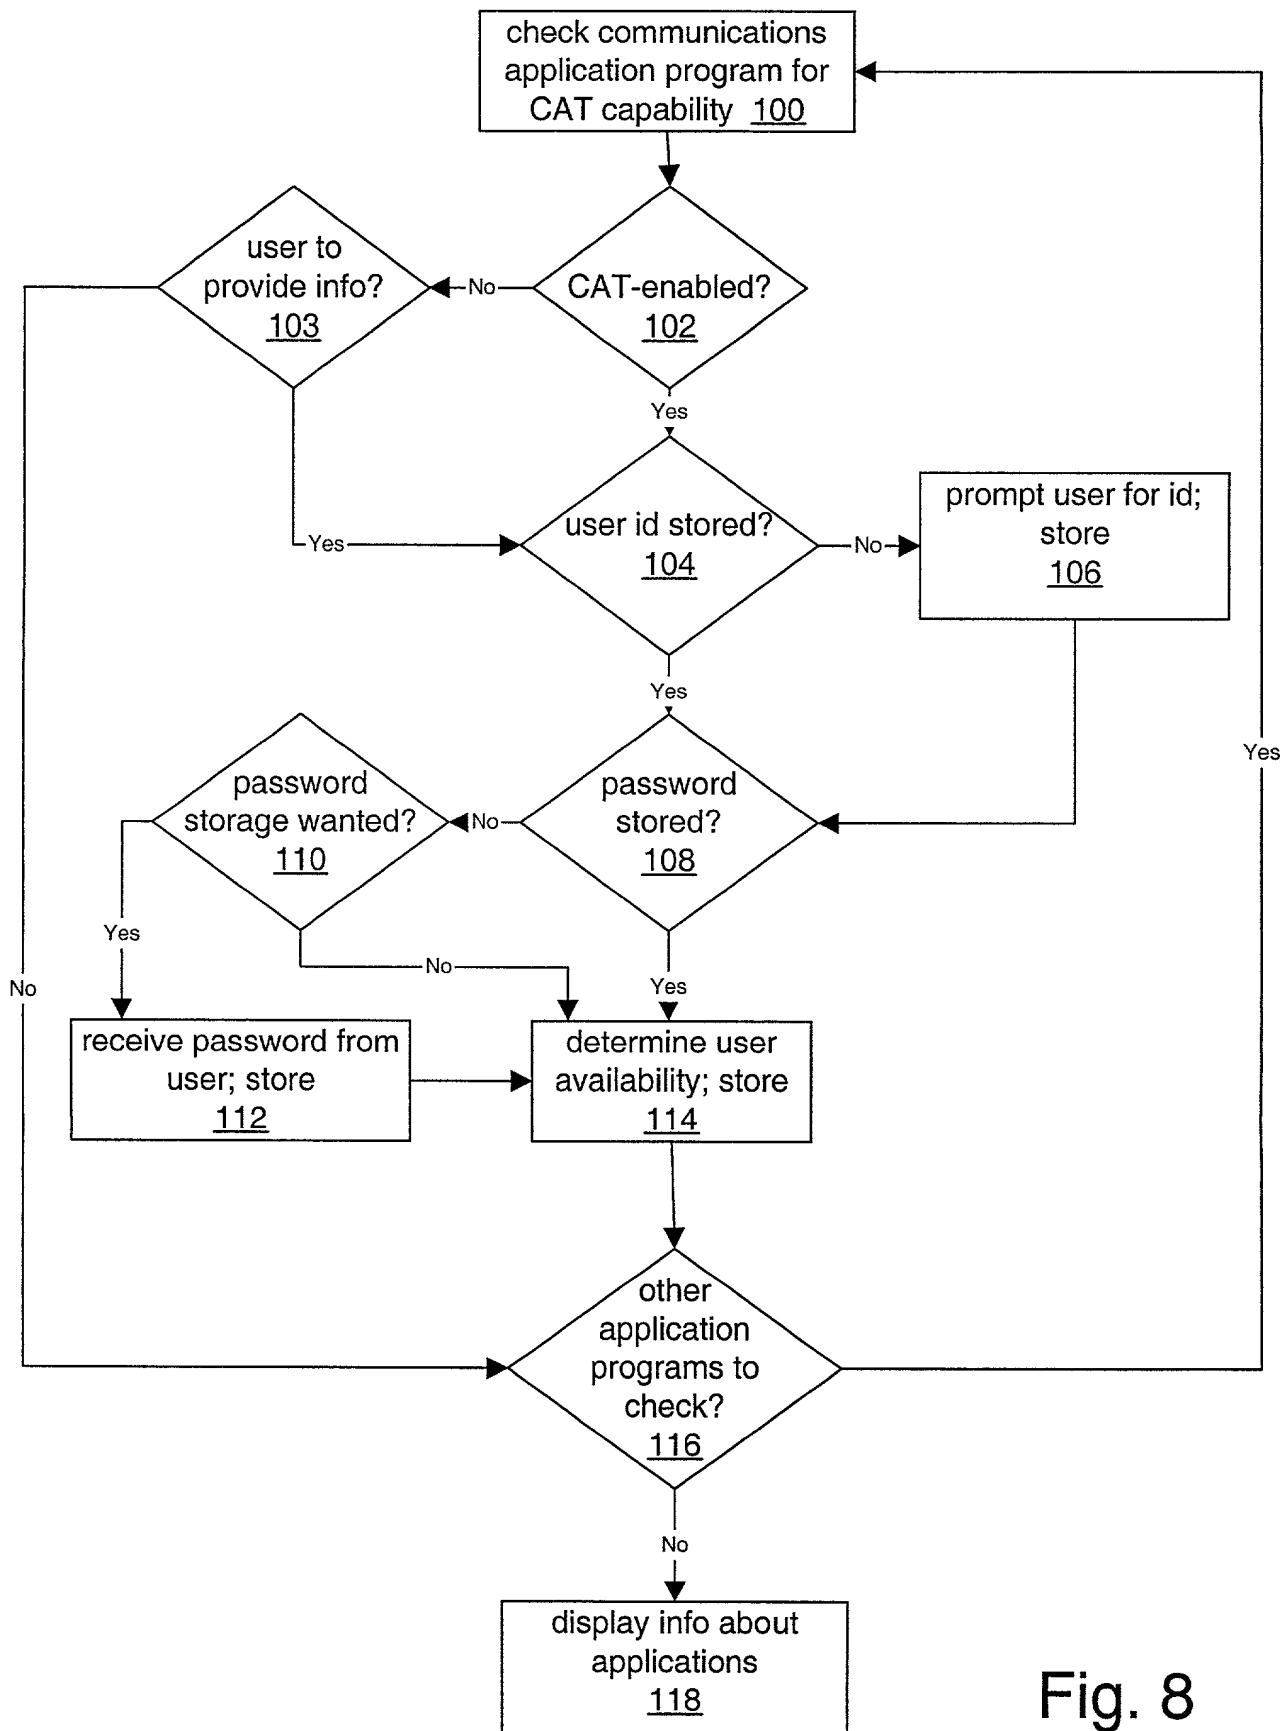 check communications
application program for
CAT capability 100
user to
provide info?
103
No
CAT-enabled?
102
Yes
Yes
user id stored?
104
No
prompt user for id;
store
106
Yes
Yes
password
storage wanted?
110
No
password
stored?
108
Yes
No
Yes
No
receive password from
user; store
112
determine user
availability; store
114
other
application
programs to
check?
116
No
display info about
applications
118
Fig. 8